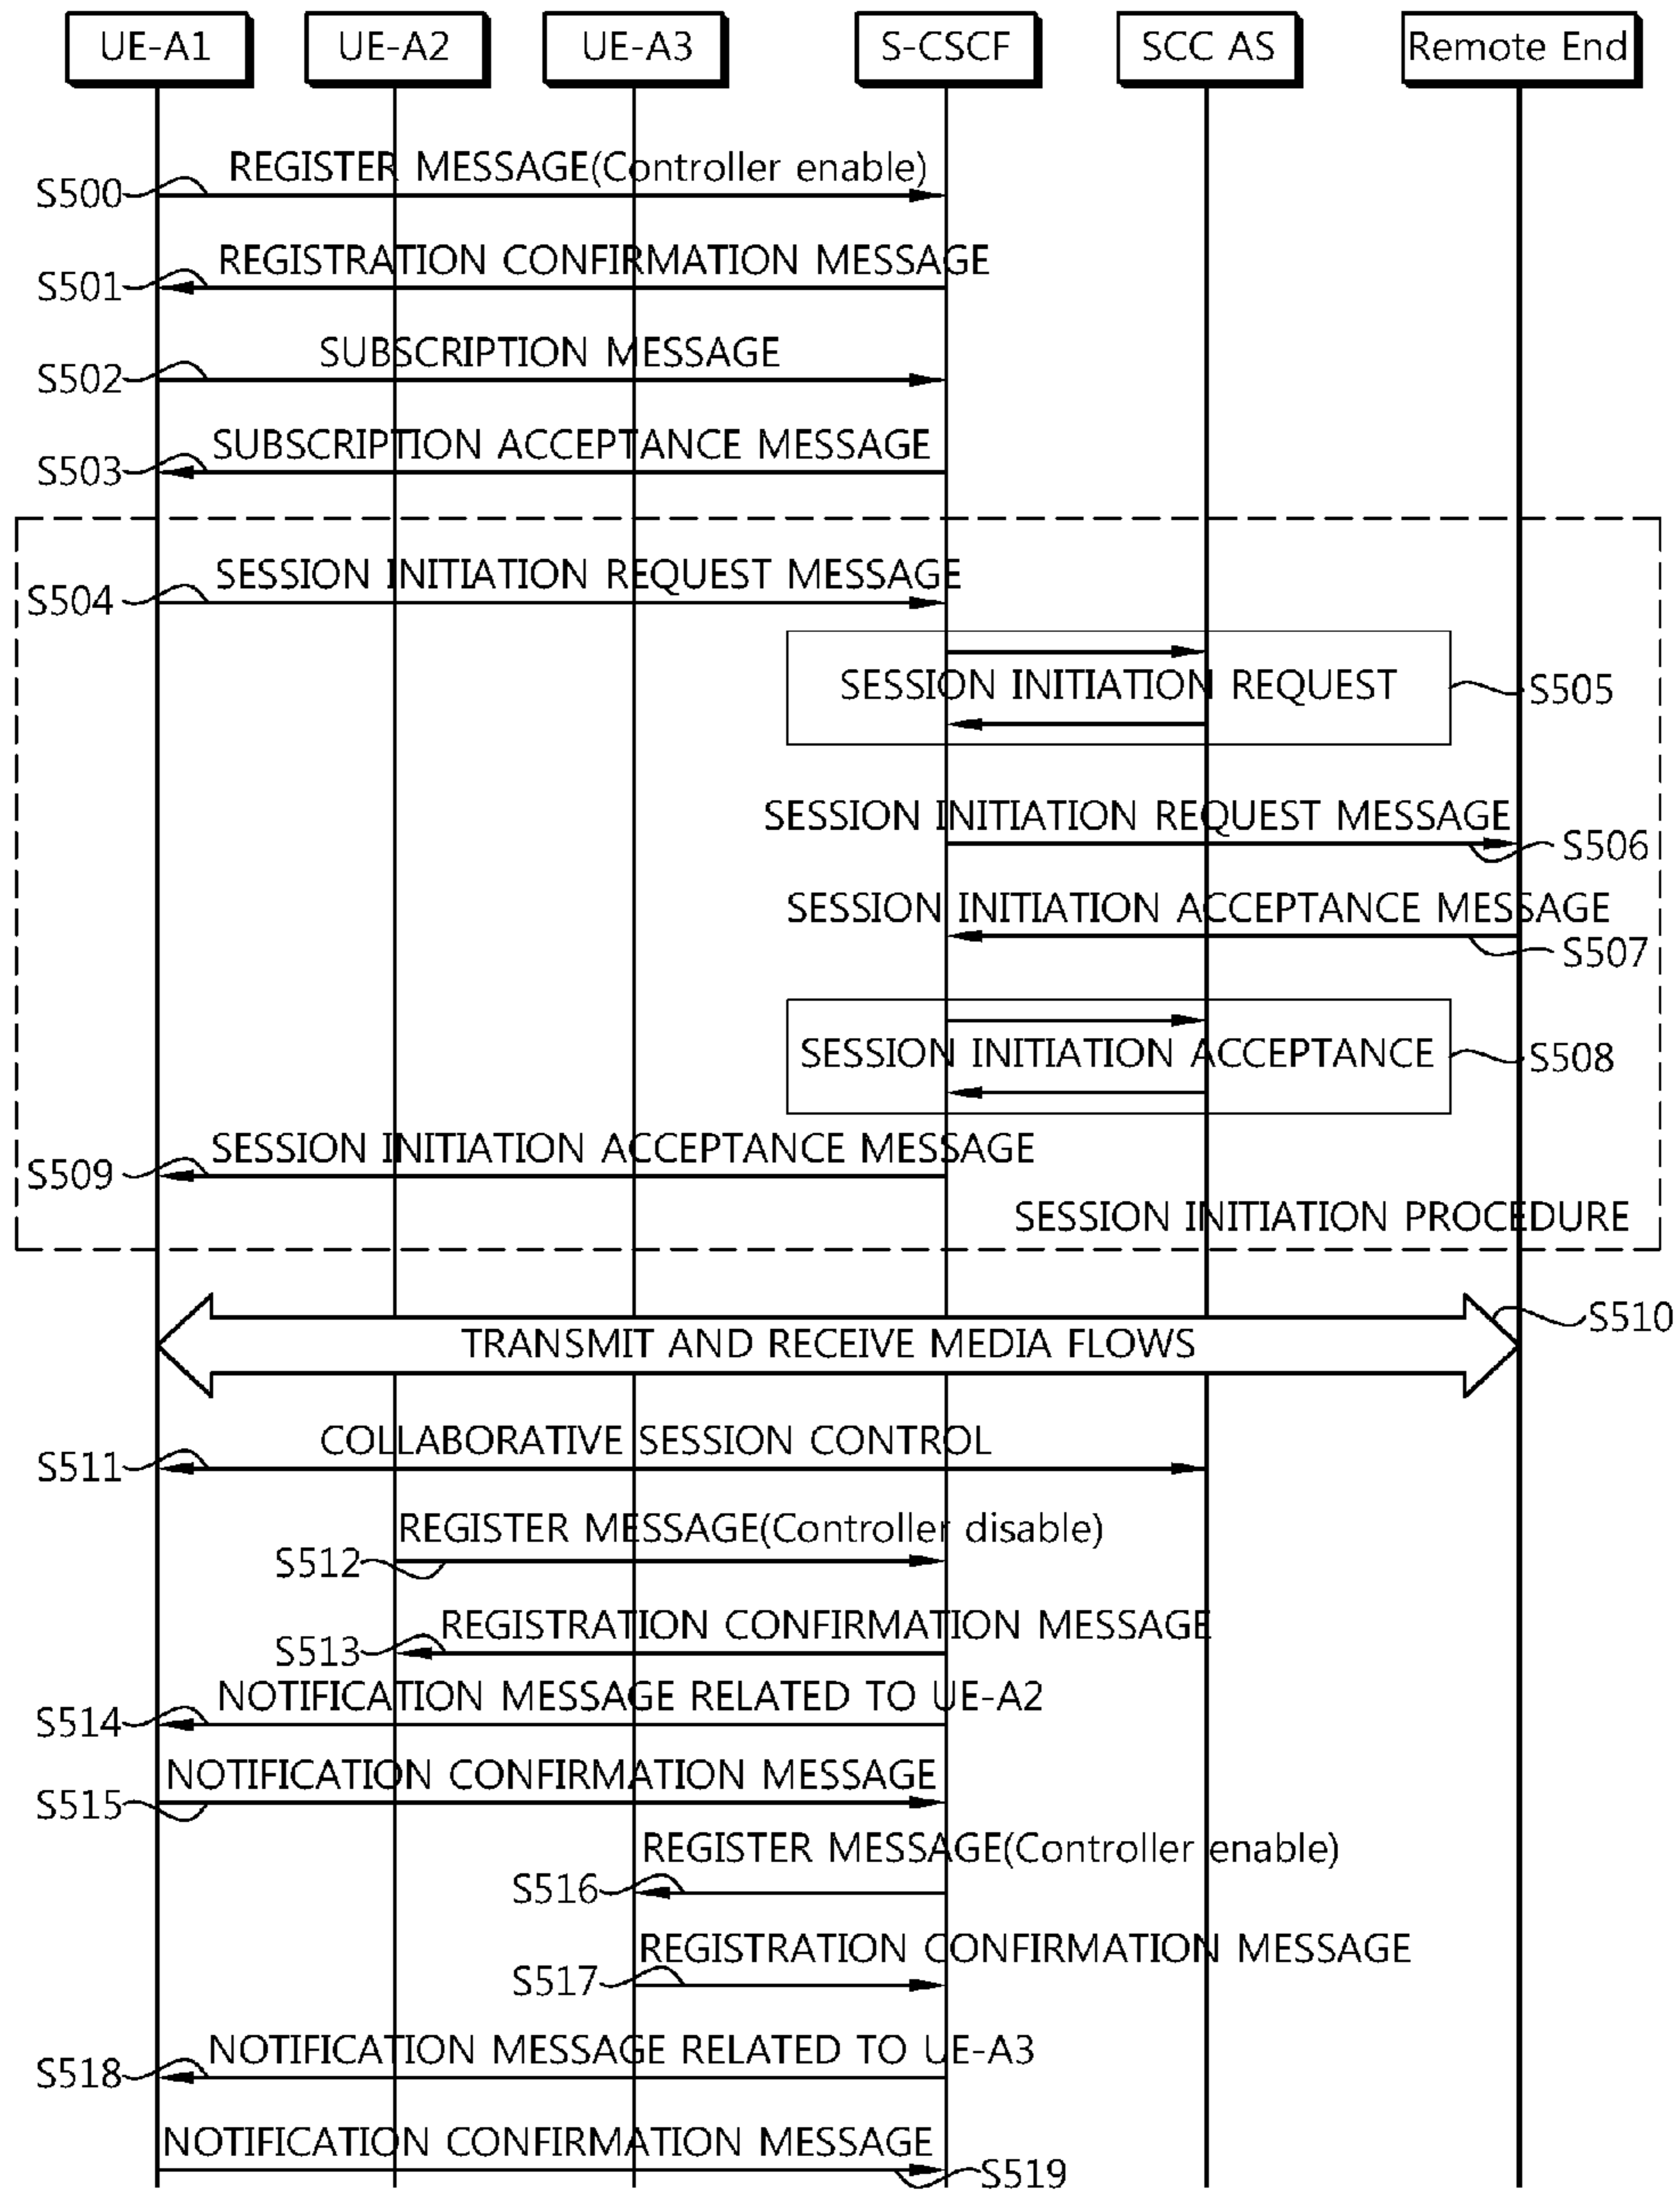 UE-A1 UE-A2 UE-A3 S-CSCF SCC AS Remote End
REGISTER MESSAGE(Controller enable)
S500
REGISTRATION CONFIRMATION MESSAGE
S501
SUBSCRIPTION MESSAGE
S502
SUBSCRIPTION ACCEPTANCE MESSAGE
S503
SESSION INITIATION REQUEST MESSAGE
S504
SESSION INITIATION REQUEST
S505
SESSION INITIATION REQUEST MESSAGE
S506
SESSION INITIATION ACCEPTANCE MESSAGE
S507
SESSION INITIATION ACCEPTANCE
S508
SESSION INITIATION ACCEPTANCE MESSAGE
S509
SESSION INITIATION PROCEDURE
S510
TRANSMIT AND RECEIVE MEDIA FLOWS
COLLABORATIVE SESSION CONTROL
S511
REGISTER MESSAGE(Controller disable)
S512
REGISTRATION CONFIRMATION MESSAGE
S513
NOTIFICATION MESSAGE RELATED TO UE-A2
S514
NOTIFICATION CONFIRMATION MESSAGE
S515
REGISTER MESSAGE(Controller enable)
S516
REGISTRATION CONFIRMATION MESSAGE
S517
NOTIFICATION MESSAGE RELATED TO UE-A3
S518
NOTIFICATION CONFIRMATION MESSAGE
S519